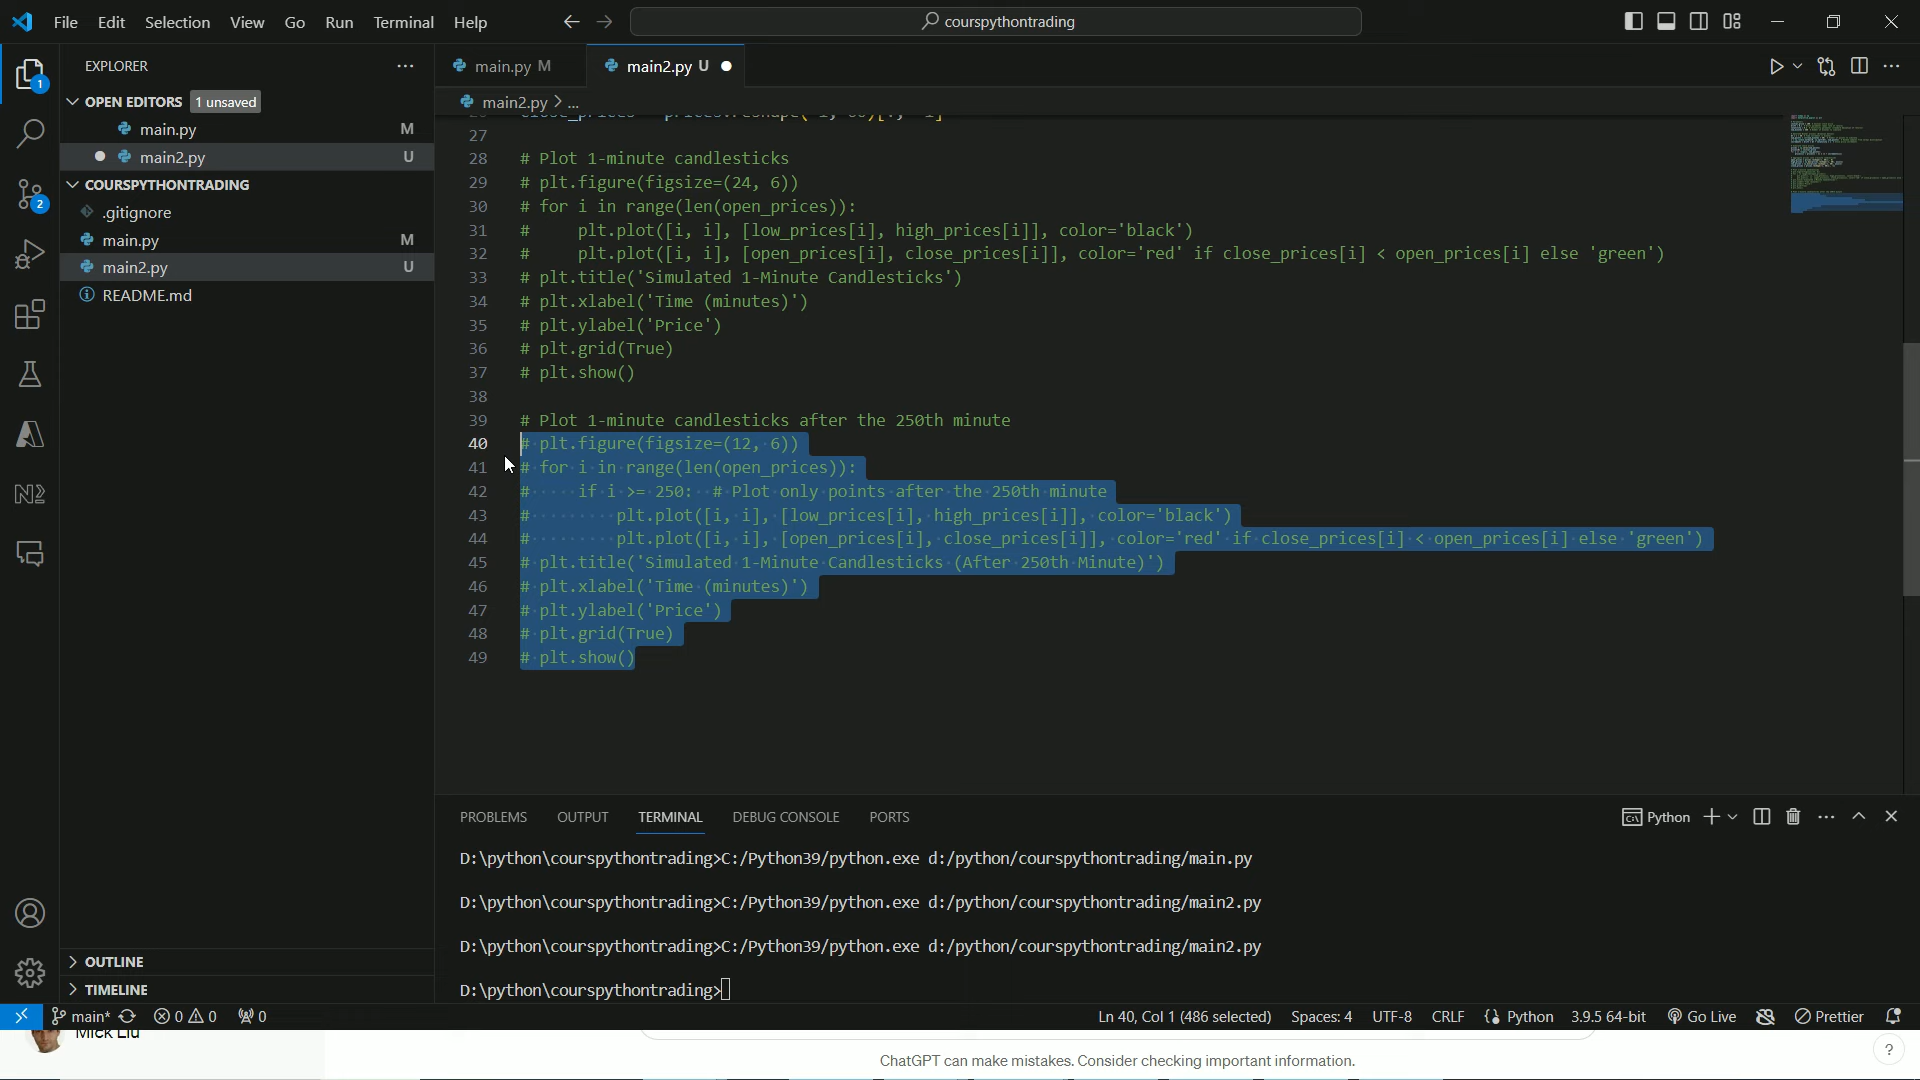 File Edit Selection View Go Run Terminal Help courspythontrading
EXPLORER
OPEN EDITORS 1 unsaved
main.py M
main2.py U
COURSPYTHONTRADING
.gitignore
main.py M
main2.py U
README.md
OUTLINE
TIMELINE
1
2
main.py M main2.py U
main2.py > ...
27
28 # Plot 1-minute candlesticks
29 # plt.figure(figsize=(24, 6))
30 # for i in range(len(open_prices)):
31 #     plt.plot([i, i], [low_prices[i], high_prices[i]], color='black')
32 #     plt.plot([i, i], [open_prices[i], close_prices[i]], color='red' if close_prices[i] < open_prices[i] else 'green')
33 # plt.title('Simulated 1-Minute Candlesticks')
34 # plt.xlabel('Time (minutes)')
35 # plt.ylabel('Price')
36 # plt.grid(True)
37 # plt.show()
38
39 # Plot 1-minute candlesticks after the 250th minute
40 # plt.figure(figsize=(12, 6))
41 # for i in range(len(open_prices)):
42 #     if i >= 250:  # Plot only points after the 250th minute
43 #         plt.plot([i, i], [low_prices[i], high_prices[i]], color='black')
44 #         plt.plot([i, i], [open_prices[i], close_prices[i]], color='red' if close_prices[i] < open_prices[i] else 'green')
45 # plt.title('Simulated 1-Minute Candlesticks (After 250th Minute)')
46 # plt.xlabel('Time (minutes)')
47 # plt.ylabel('Price')
48 # plt.grid(True)
49 # plt.show()
PROBLEMS OUTPUT TERMINAL DEBUG CONSOLE PORTS Python
D:\python\courspythontrading>C:/Python39/python.exe d:/python/courspythontrading/main.py
D:\python\courspythontrading>C:/Python39/python.exe d:/python/courspythontrading/main2.py
D:\python\courspythontrading>C:/Python39/python.exe d:/python/courspythontrading/main2.py
D:\python\courspythontrading>
main* 0 0 0 Ln 40, Col 1 (486 selected) Spaces: 4 UTF-8 CRLF Python 3.9.5 64-bit Go Live Prettier
Mick Liu
ChatGPT can make mistakes. Consider checking important information. ?